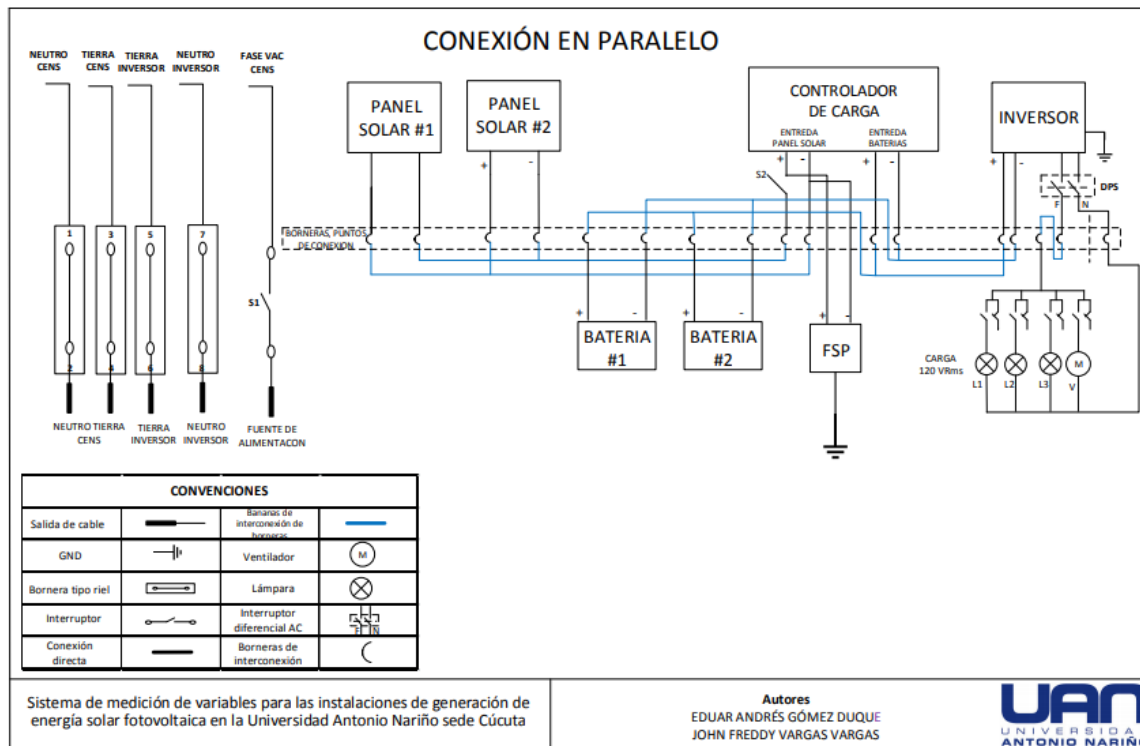 CONEXIÓN EN PARALELO
NEUTRO
CENS
TIERRA
CENS
TIERRA
INVERSOR
NEUTRO
INVERSOR
FASE VAC
CENS
PANEL
SOLAR #1
PANEL
SOLAR #2
+
-
CONTROLADOR
DE CARGA
ENTREDA
PANEL SOLAR
ENTREDA
BATERIAS
+
-
+
-
INVERSOR
+
-
S2
DPS
F
N
BORNERAS, PUNTOS
DE CONEXION
1
3
5
7
S1
2
4
6
8
+
-
BATERIA
#1
+
-
BATERIA
#2
+
-
FSP
CARGA
120 VRms
L1
L2
L3
M
V
NEUTRO
CENS
TIERRA
TIERRA
INVERSOR
NEUTRO
INVERSOR
FUENTE DE
ALIMENTACON
CONVENCIONES
Salida de cable
Bananas de
interconexión de
borneras
GND
Ventilador
M
Bornera tipo riel
Lámpara
Interruptor
Interruptor
diferencial AC
F N
Conexión
directa
Borneras de
interconexión
Sistema de medición de variables para las instalaciones de generación de
energía solar fotovoltaica en la Universidad Antonio Nariño sede Cúcuta
Autores
EDUAR ANDRÉS GÓMEZ DUQUE
JOHN FREDDY VARGAS VARGAS
UAN
UNIVERSIDA
ANTONIO NARIÑ